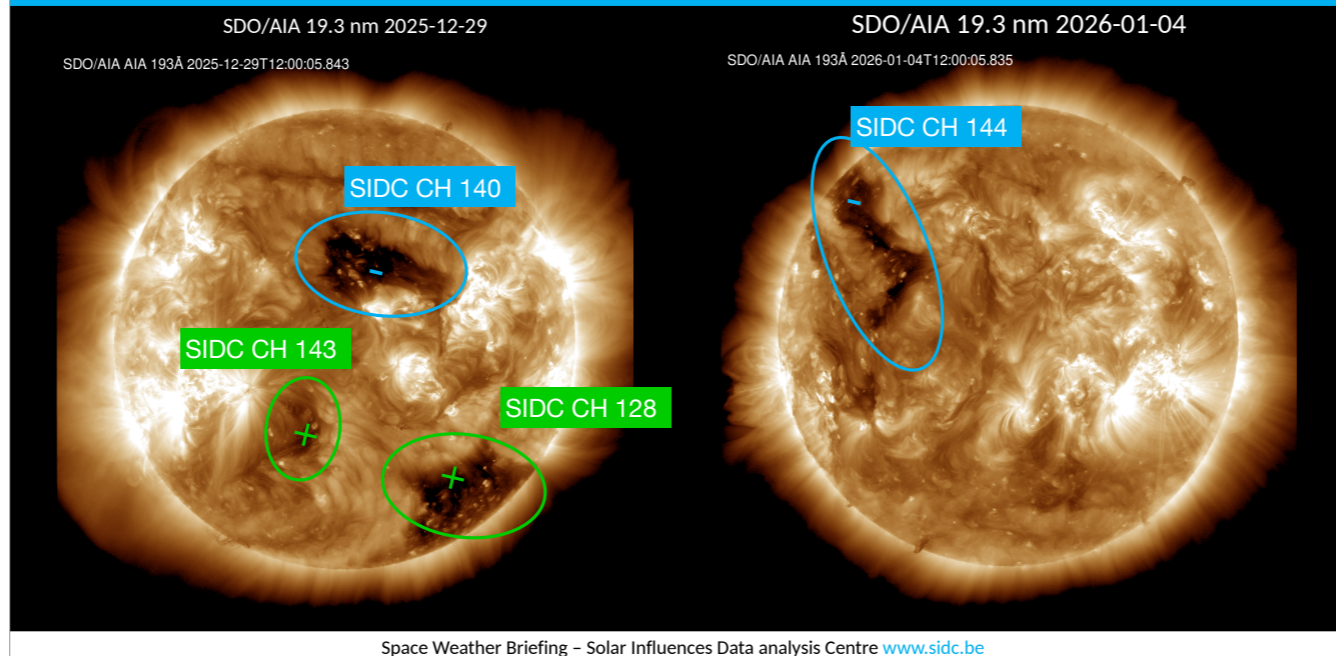 SDO/AIA 19.3 nm 2025-12-29
SDO/AIA AIA 193Å 2025-12-29T12:00:05.843
SIDC CH 140
-
SIDC CH 143
+
SIDC CH 128
+
SDO/AIA 19.3 nm 2026-01-04
SDO/AIA AIA 193Å 2026-01-04T12:00:05.835
SIDC CH 144
-
Space Weather Briefing – Solar Influences Data analysis Centre www.sidc.be